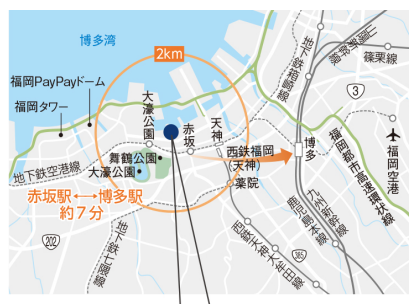 博多湾
2km
福岡PayPayドーム
福岡タワー
大濠公園
赤坂
天神
地下鉄箱崎線
篠栗線
3
博多
福岡空港
福岡都市高速環状線
舞鶴公園
大濠公園
西鉄福岡
(天神)
薬院
地下鉄空港線
赤坂駅⟷博多駅
約7分
202
地下鉄七隈線
西鉄天神大牟田線
385
鹿児島本線
九州新幹線